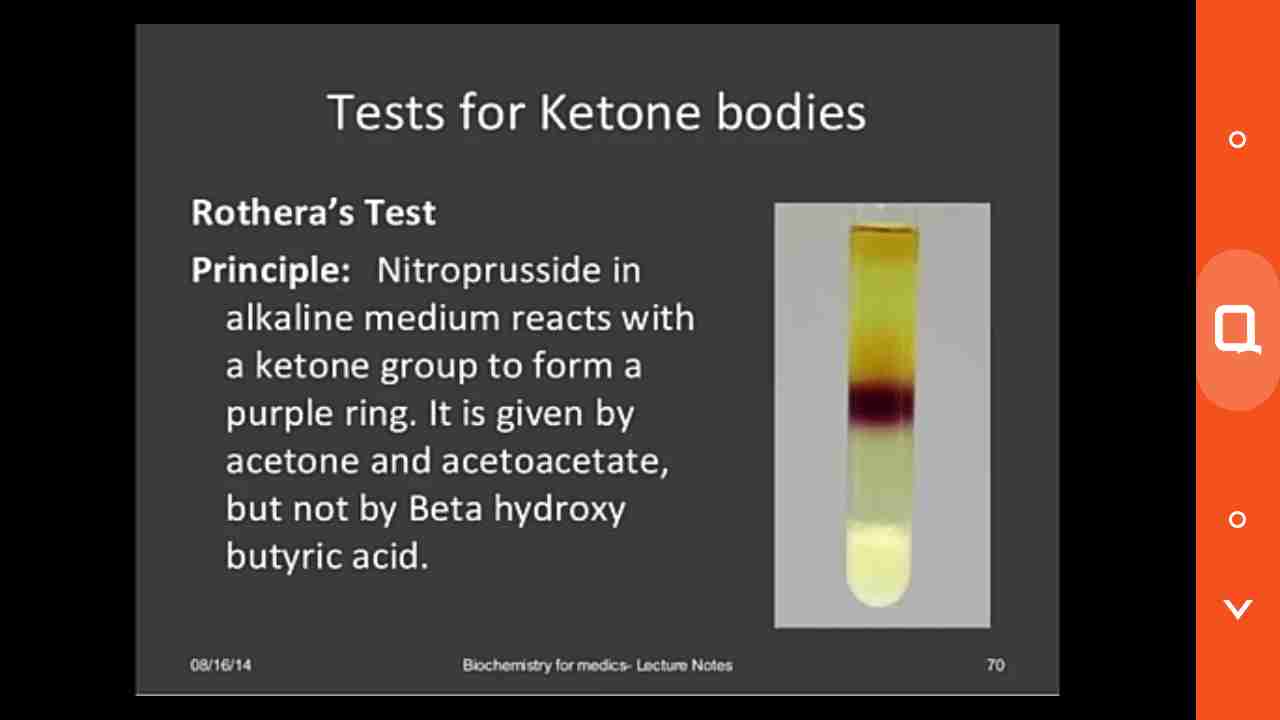 Tests for Ketone bodies
Rothera's Test
Principle: Nitroprusside in
alkaline medium reacts with
a ketone group to form a
purple ring. It is given by
acetone and acetoacetate,
but not by Beta hydroxy
butyric acid.
08/16/14
Biochemistry for medics- Lecture Notes
70